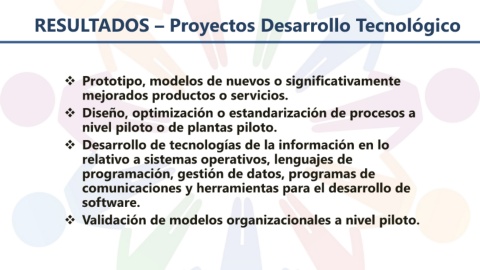 RESULTADOS – Proyectos Desarrollo Tecnológico
❖ Prototipo, modelos de nuevos o significativamente
mejorados productos o servicios.
❖ Diseño, optimización o estandarización de procesos a
nivel piloto o de plantas piloto.
❖ Desarrollo de tecnologías de la información en lo
relativo a sistemas operativos, lenguajes de
programación, gestión de datos, programas de
comunicaciones y herramientas para el desarrollo de
software.
❖ Validación de modelos organizacionales a nivel piloto.